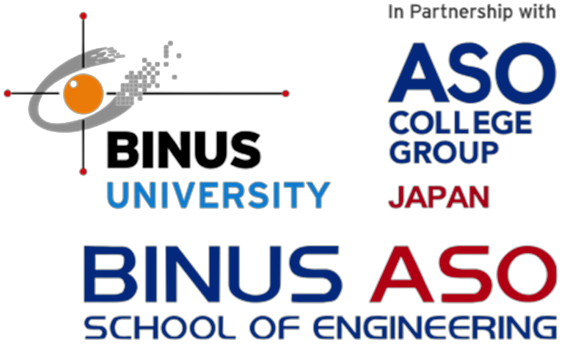 In Partnership with
BINUS
UNIVERSITY
ASO
COLLEGE
GROUP
JAPAN
BINUS ASO
SCHOOL OF ENGINEERING